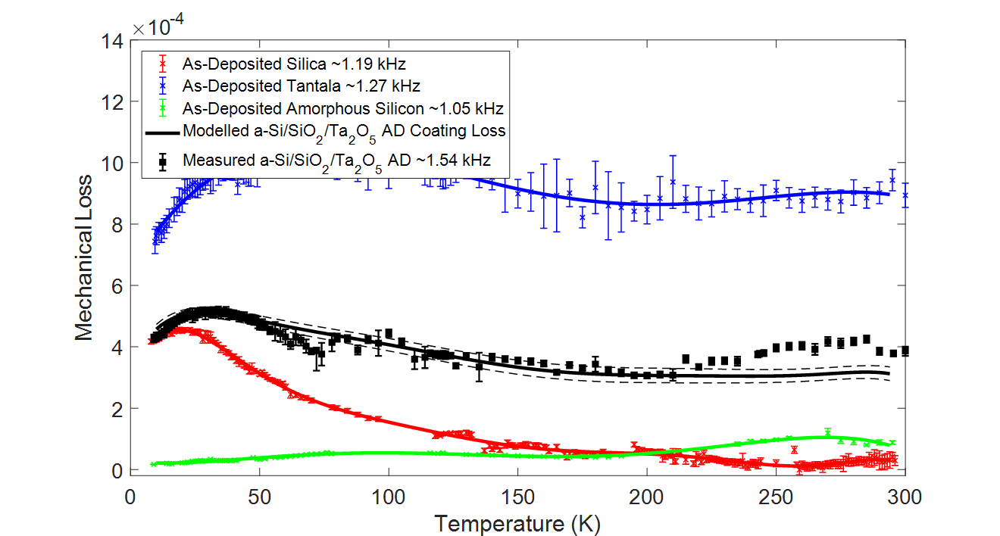 ×10⁻⁴
14
12
10
8
6
4
2
0
Mechanical Loss
As-Deposited Silica ~1.19 kHz
As-Deposited Tantala ~1.27 kHz
As-Deposited Amorphous Silicon ~1.05 kHz
Modelled a-Si/SiO₂/Ta₂O₅ AD Coating Loss
Measured a-Si/SiO₂/Ta₂O₅ AD ~1.54 kHz
0 50 100 150 200 250 300
Temperature (K)